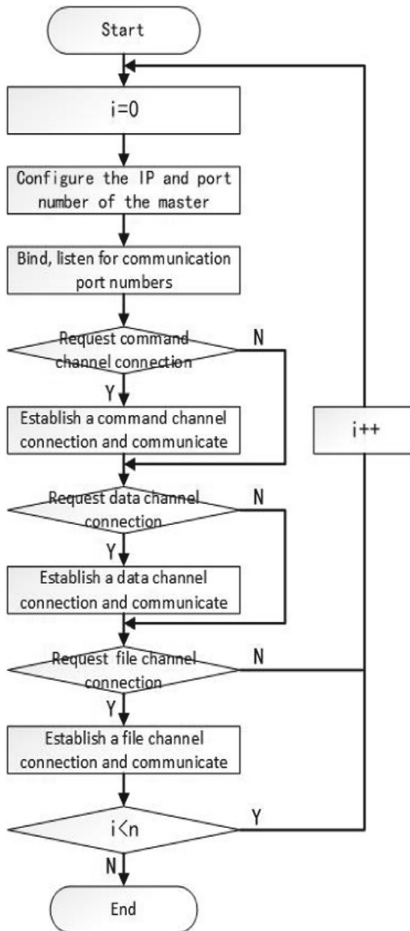 Start
i=0
Configure the IP and port
number of the master
Bind, listen for communication
port numbers
Request command
channel connection
N
Y
Establish a command channel
connection and communicate
i++
Request data channel
connection
N
Y
Establish a data channel
connection and communicate
Request file channel
connection
N
Y
Establish a file channel
connection and communicate
i<n
Y
N
End